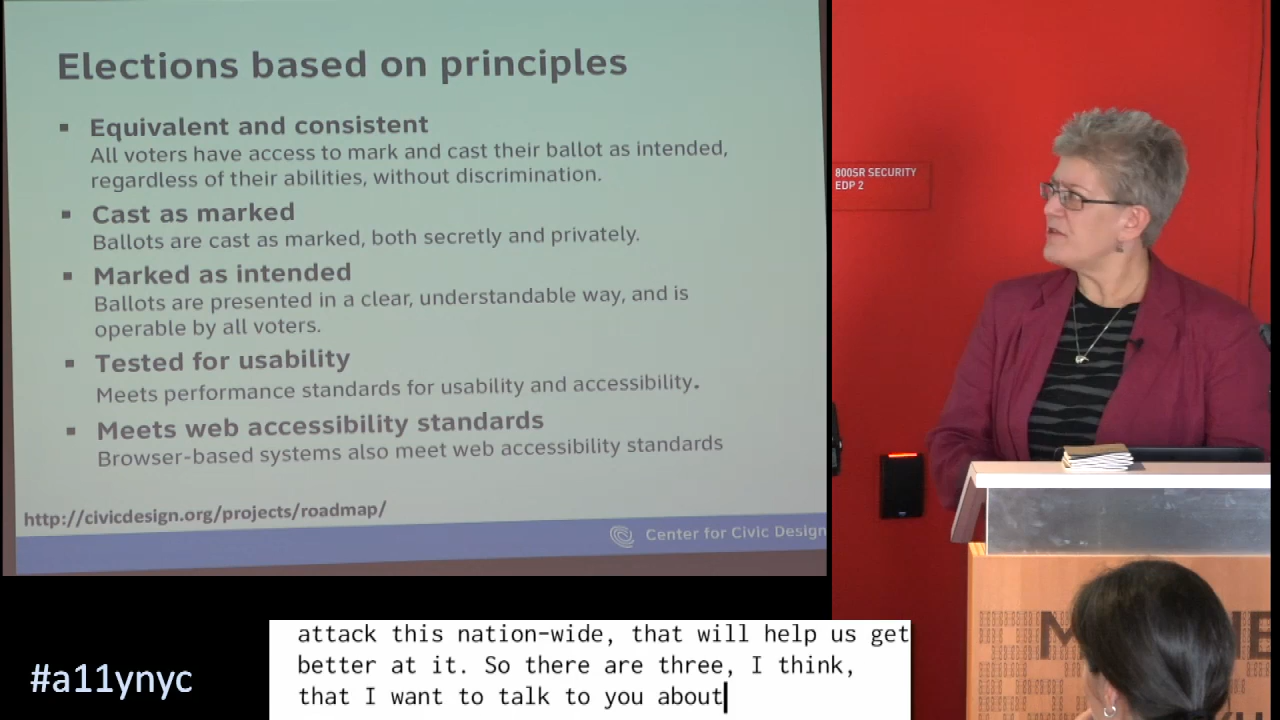 Elections based on principles
▪ Equivalent and consistent
All voters have access to mark and cast their ballot as intended,
regardless of their abilities, without discrimination.
▪ Cast as marked
Ballots are cast as marked, both secretly and privately.
▪ Marked as intended
Ballots are presented in a clear, understandable way, and is
operable by all voters.
▪ Tested for usability
Meets performance standards for usability and accessibility.
▪ Meets web accessibility standards
Browser-based systems also meet web accessibility standards
http://civicdesign.org/projects/roadmap/
Center for Civic Design
800SR SECURITY
EDP 2
#a11ynyc
attack this nation-wide, that will help us get
better at it. So there are three, I think,
that I want to talk to you about